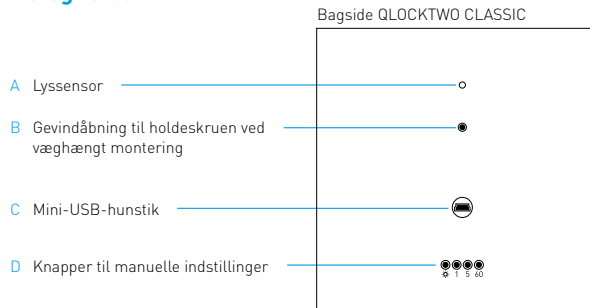 Bagside QLOCKTWO CLASSIC
A Lyssensor
B Gevindåbning til holdeskruen ved
væghængt montering
C Mini-USB-hunstik
D Knapper til manuelle indstillinger
1 5 60